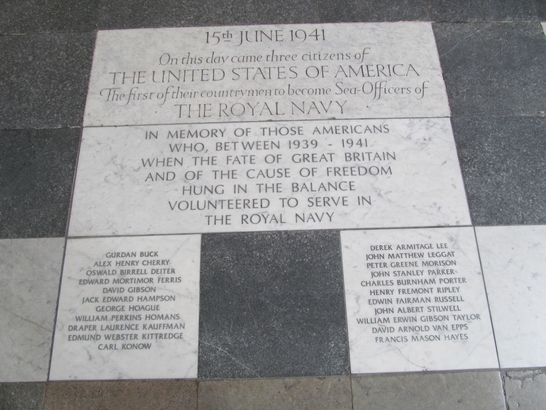 15th JUNE 1941
On this day came three citizens of
THE UNITED STATES OF AMERICA
The first of their countrymen to become Sea-Officers of
THE ROYAL NAVY
IN MEMORY OF THOSE AMERICANS
WHO, BETWEEN 1939 - 1941
WHEN THE FATE OF GREAT BRITAIN
AND OF THE CAUSE OF FREEDOM
HUNG IN THE BALANCE
VOLUNTEERED TO SERVE IN
THE ROYAL NAVY
GURDAN BUCK
ALEX HENRY CHERRY
OSWALD BIRRELL DEITER
EDWARD MORTIMOR FERRIS
DAVID GIBSON
JACK EDWARD HAMPSON
GEORGE HOAGUE
WILLIAM PERKINS HOMANS
DRAPER LAURENCE KAUFFMAN
EDMUND WEBSTER KITTREDGE
CARL KONOW
DEREK ARMITAGE LEE
JOHN MATTHEW LEGGAT
PETER GREENE MORISON
JOHN STANLEY PARKER
CHARLES BURNHAM PORTER
HENRY FREMONT RIPLEY
EDWIN FAIRMAN RUSSELL
JOHN ALBERT STILWELL
WILLIAM ERWIN GIBSON TAYLOR
DAVID ARNOLD VAN EPPS
FRANCIS MASON HAYES